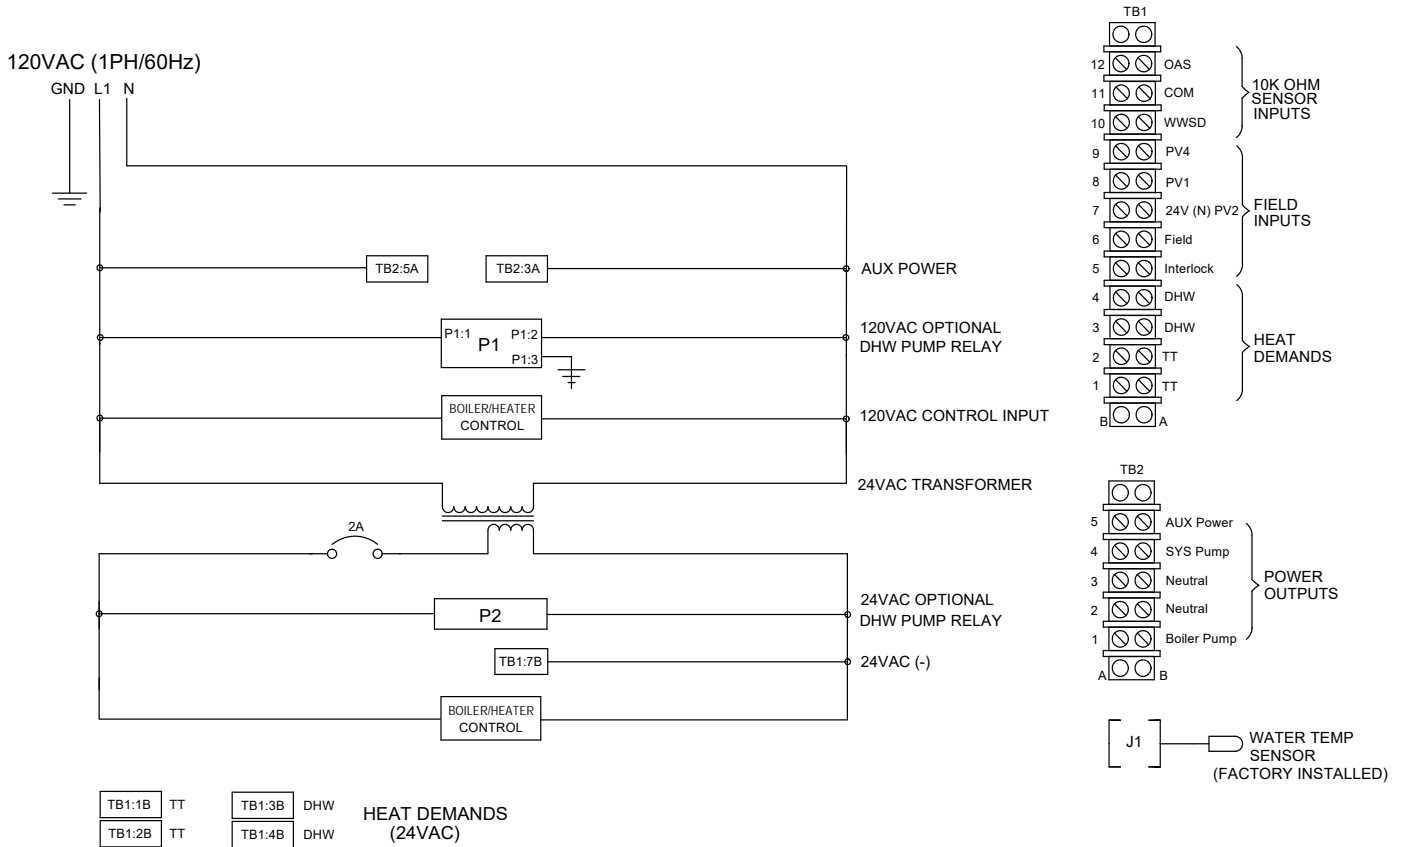 120VAC (1PH/60Hz)
GND L1 N
TB2:5A TB2:3A AUX POWER
P1:1 P1 P1:2
P1:3
120VAC OPTIONAL
DHW PUMP RELAY
BOILER/HEATER
CONTROL
120VAC CONTROL INPUT
24VAC TRANSFORMER
2A
P2
24VAC OPTIONAL
DHW PUMP RELAY
TB1:7B 24VAC (-)
BOILER/HEATER
CONTROL
TB1:1B TT TB1:3B DHW
TB1:2B TT TB1:4B DHW
HEAT DEMANDS
(24VAC)
TB1
12 OAS
11 COM
10 WWSD
9 PV4
8 PV1
7 24V (N) PV2
6 Field
5 Interlock
4 DHW
3 DHW
2 TT
1 TT
B A
10K OHM
SENSOR
INPUTS
FIELD
INPUTS
HEAT
DEMANDS
TB2
5 AUX Power
4 SYS Pump
3 Neutral
2 Neutral
1 Boiler Pump
A B
POWER
OUTPUTS
J1
WATER TEMP
SENSOR
(FACTORY INSTALLED)